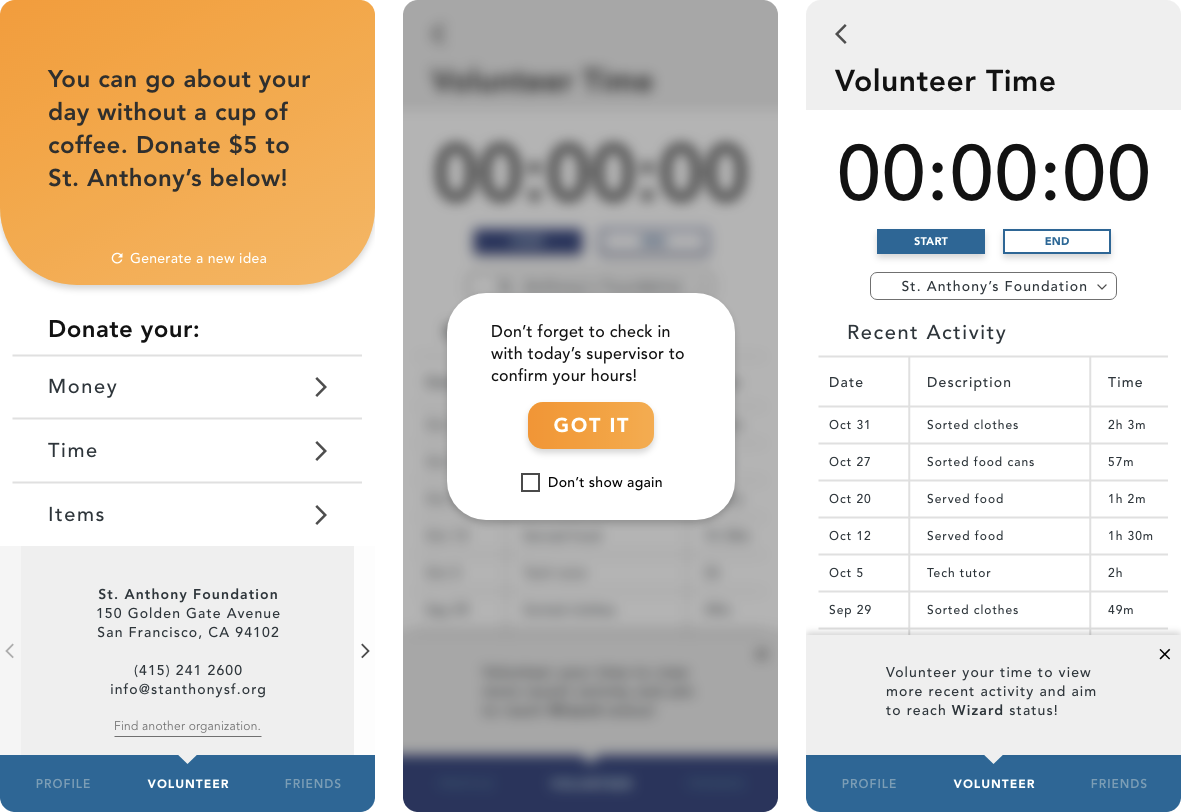 You can go about your
day without a cup of
coffee. Donate $5 to
St. Anthony’s below!
Generate a new idea
Donate your:
Money
Time
Items
St. Anthony Foundation
150 Golden Gate Avenue
San Francisco, CA 94102
(415) 241 2600
info@stanthonysf.org
Find another organization.
PROFILE VOLUNTEER FRIENDS
Volunteer Time
00:00:00
Don’t forget to check in
with today’s supervisor to
confirm your hours!
GOT IT
Don’t show again
Volunteer Time
00:00:00
START END
St. Anthony’s Foundation
Recent Activity
Date Description Time
Oct 31 Sorted clothes 2h 3m
Oct 27 Sorted food cans 57m
Oct 20 Served food 1h 2m
Oct 12 Served food 1h 30m
Oct 5 Tech tutor 2h
Sep 29 Sorted clothes 49m
Volunteer your time to view
more recent activity and aim
to reach Wizard status!
PROFILE VOLUNTEER FRIENDS